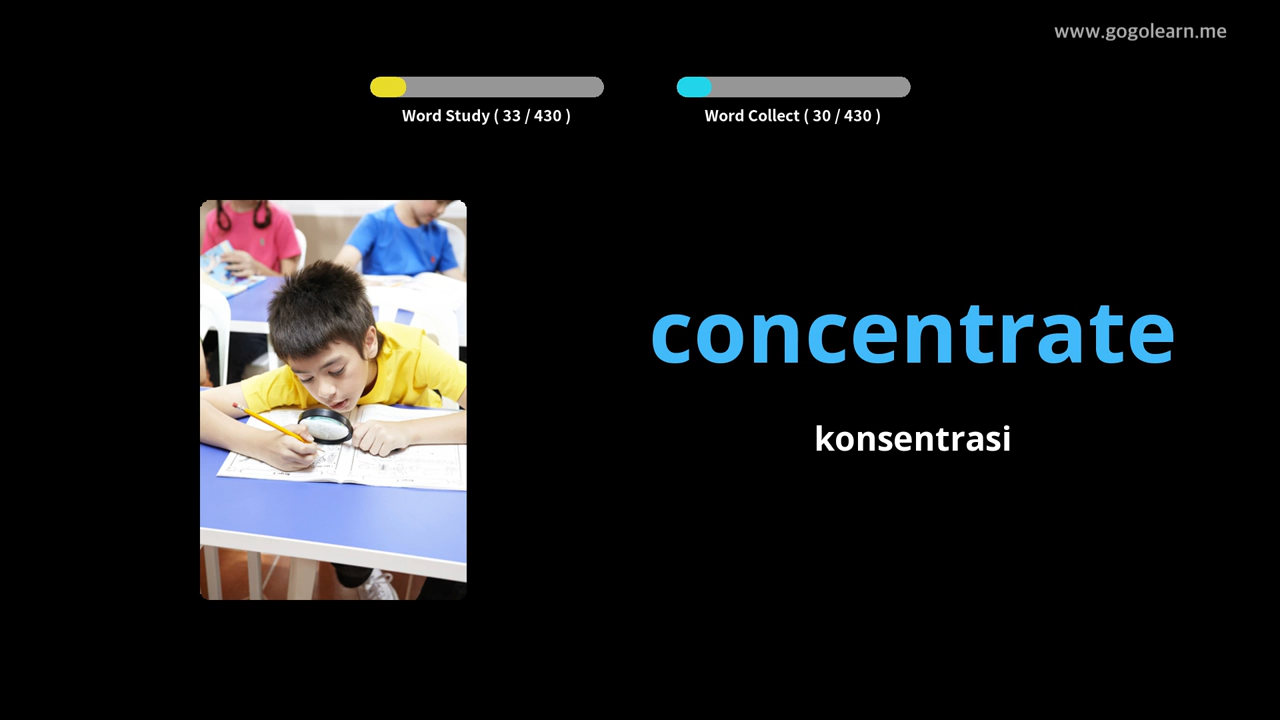 www.gogolearn.me
Word Study ( 33 / 430 )
Word Collect ( 30 / 430 )
concentrate
konsentrasi